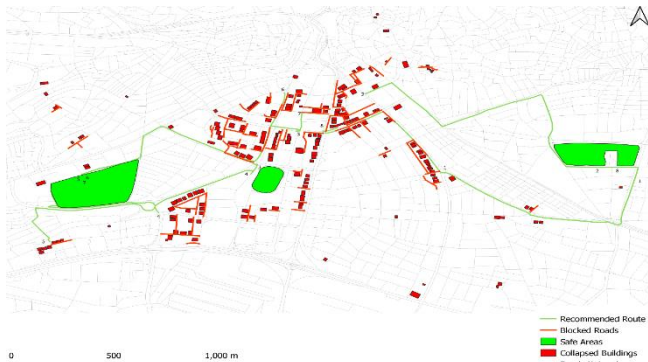 Recommended Route
Blocked Roads
Safe Areas
Collapsed Buildings
0 500 1,000 m